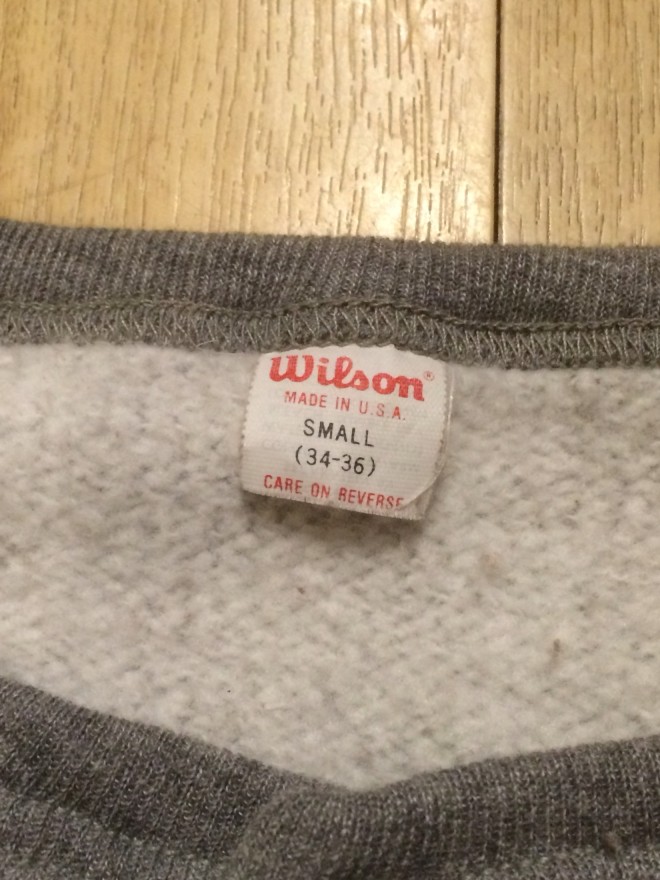 Wilson®
MADE IN U.S.A.
SMALL
(34-36)
CARE ON REVERSE